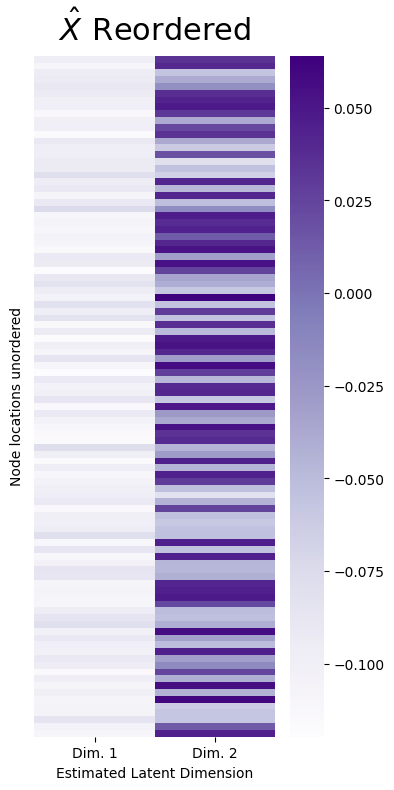 X̂ Reordered
Node locations unordered
0.050
0.025
0.000
−0.025
−0.050
−0.075
−0.100
Dim. 1 Dim. 2
Estimated Latent Dimension